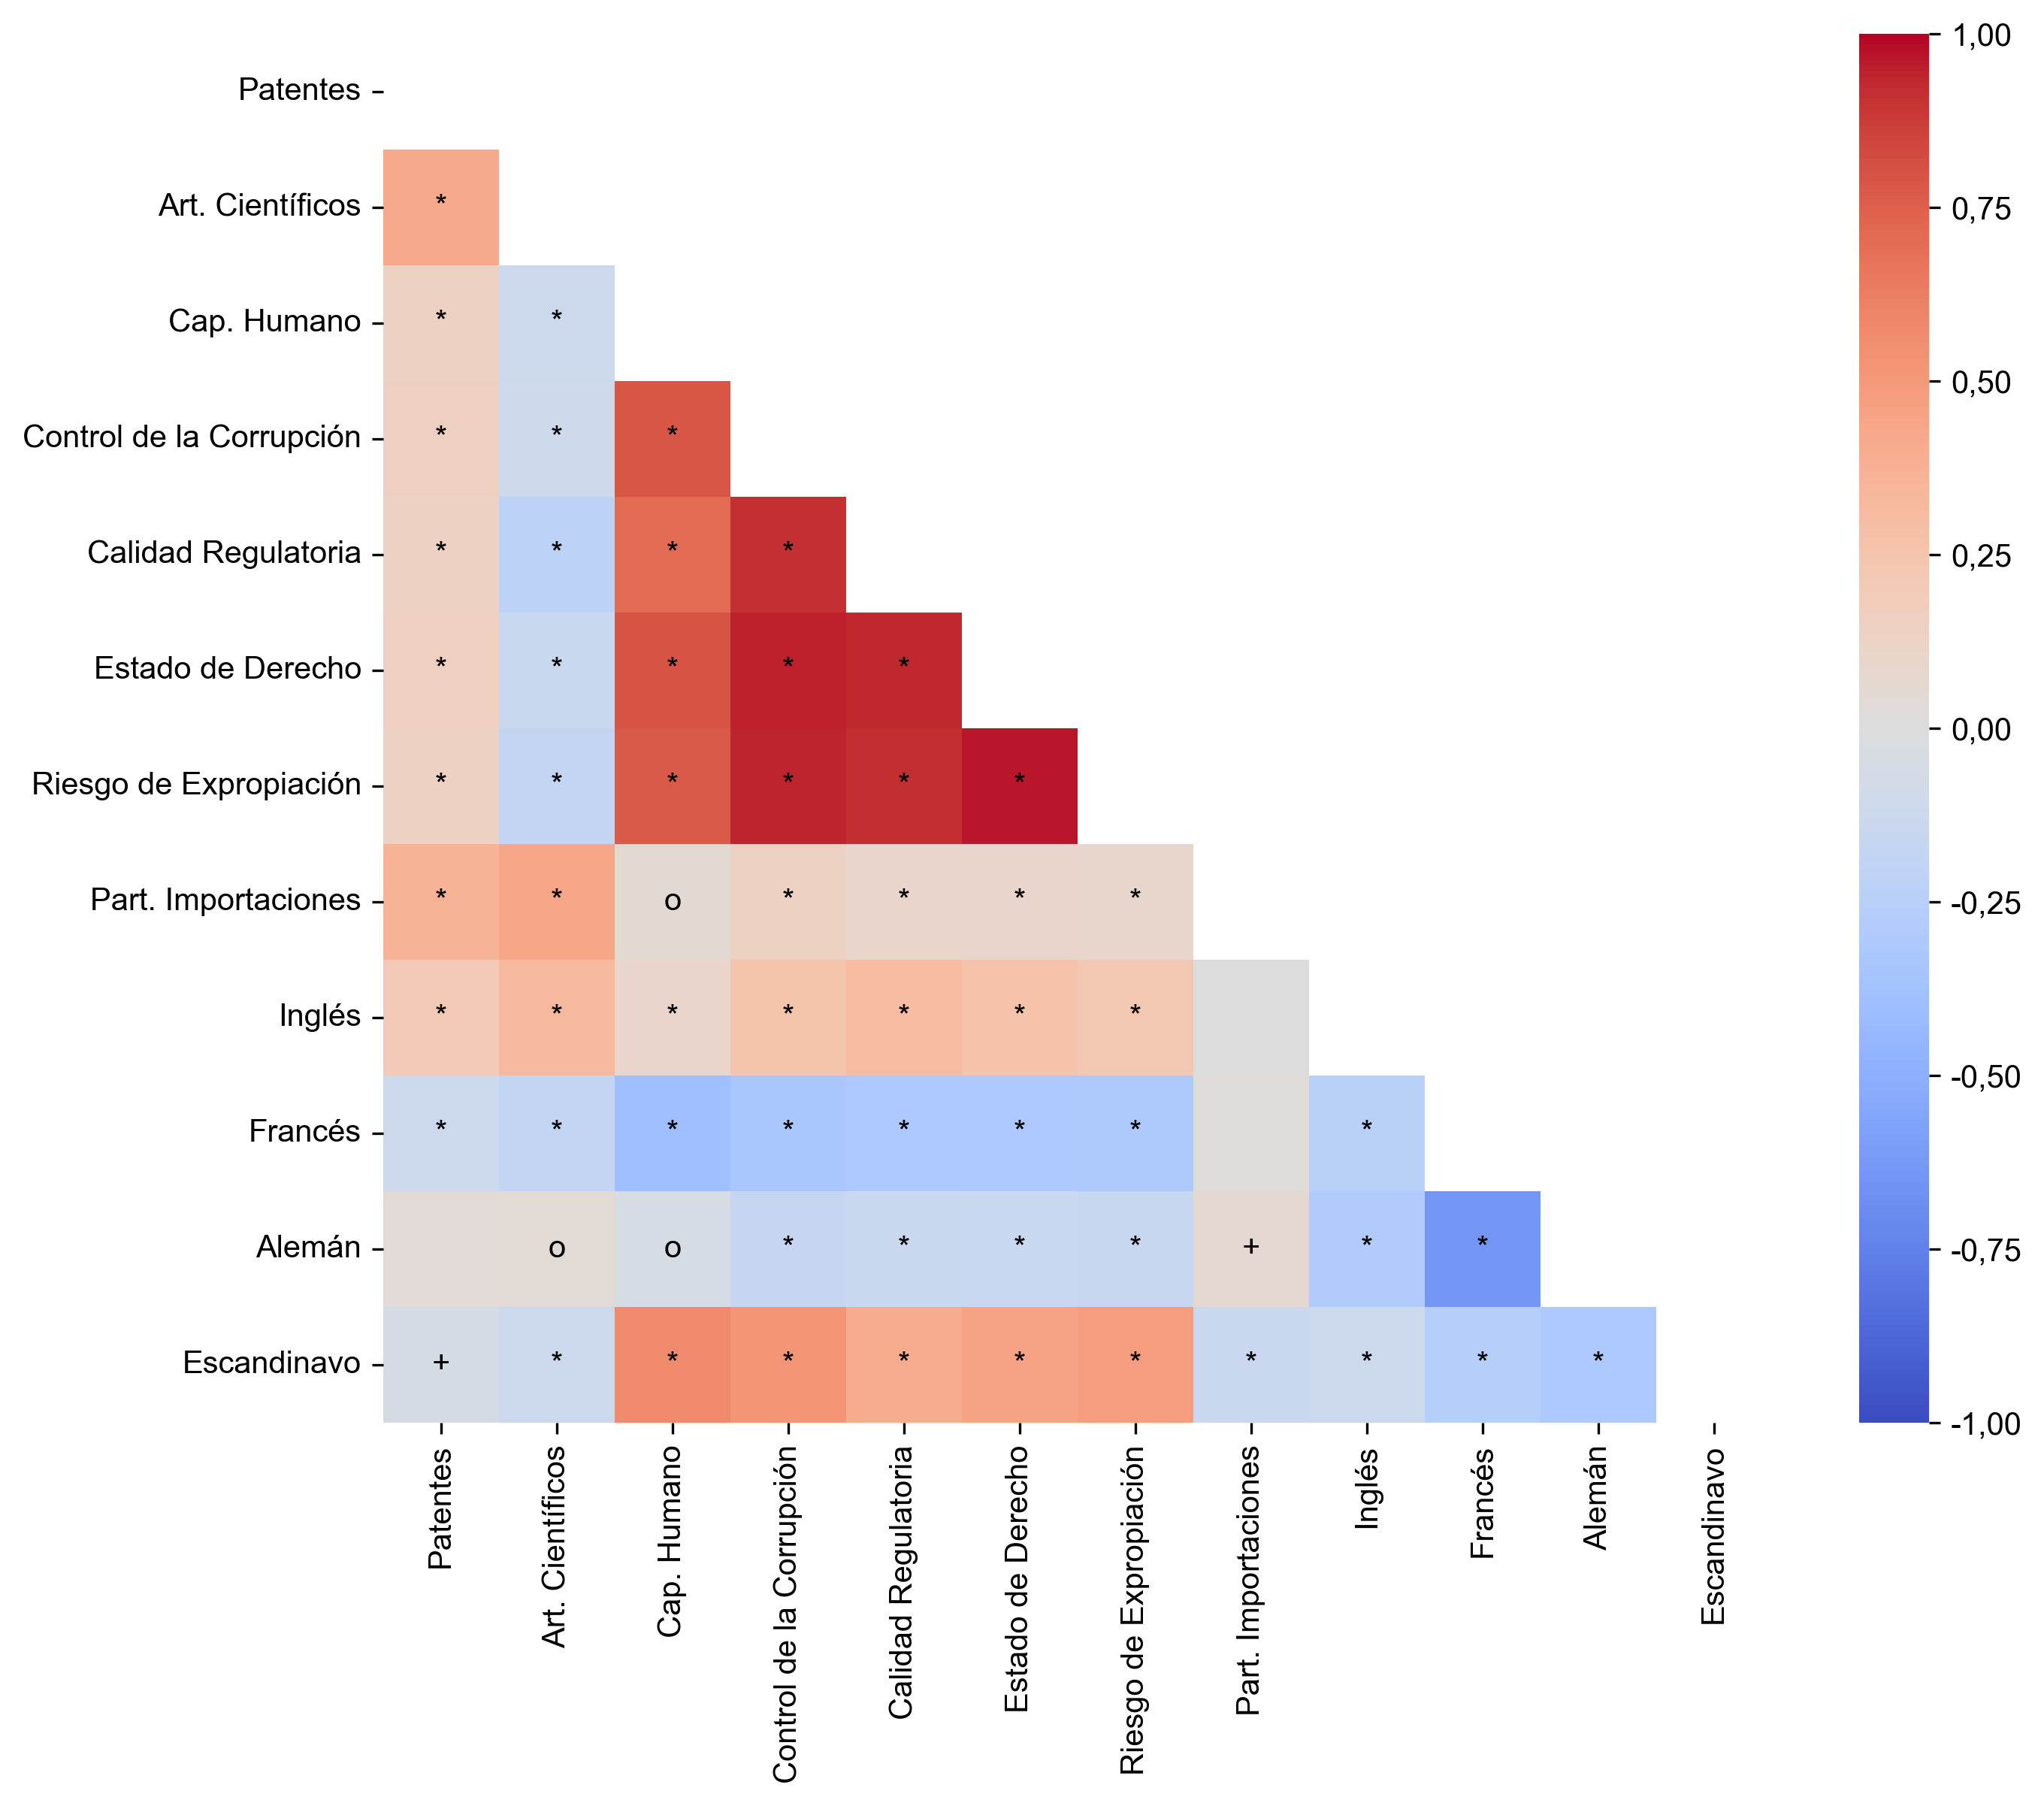 1,00
Patentes
Art. Científicos *
0,75
Cap. Humano * *
Control de la Corrupción * * *
0,50
Calidad Regulatoria * * * *
0,25
Estado de Derecho * * * * *
0,00
Riesgo de Expropiación * * * * * *
Part. Importaciones * * o * * * *
-0,25
Inglés * * * * * * *
-0,50
Francés * * * * * * * *
Alemán o o * * * * + * *
-0,75
Escandinavo + * * * * * * * * * *
-1,00
Patentes
Art. Científicos
Cap. Humano
Control de la Corrupción
Calidad Regulatoria
Estado de Derecho
Riesgo de Expropiación
Part. Importaciones
Inglés
Francés
Alemán
Escandinavo